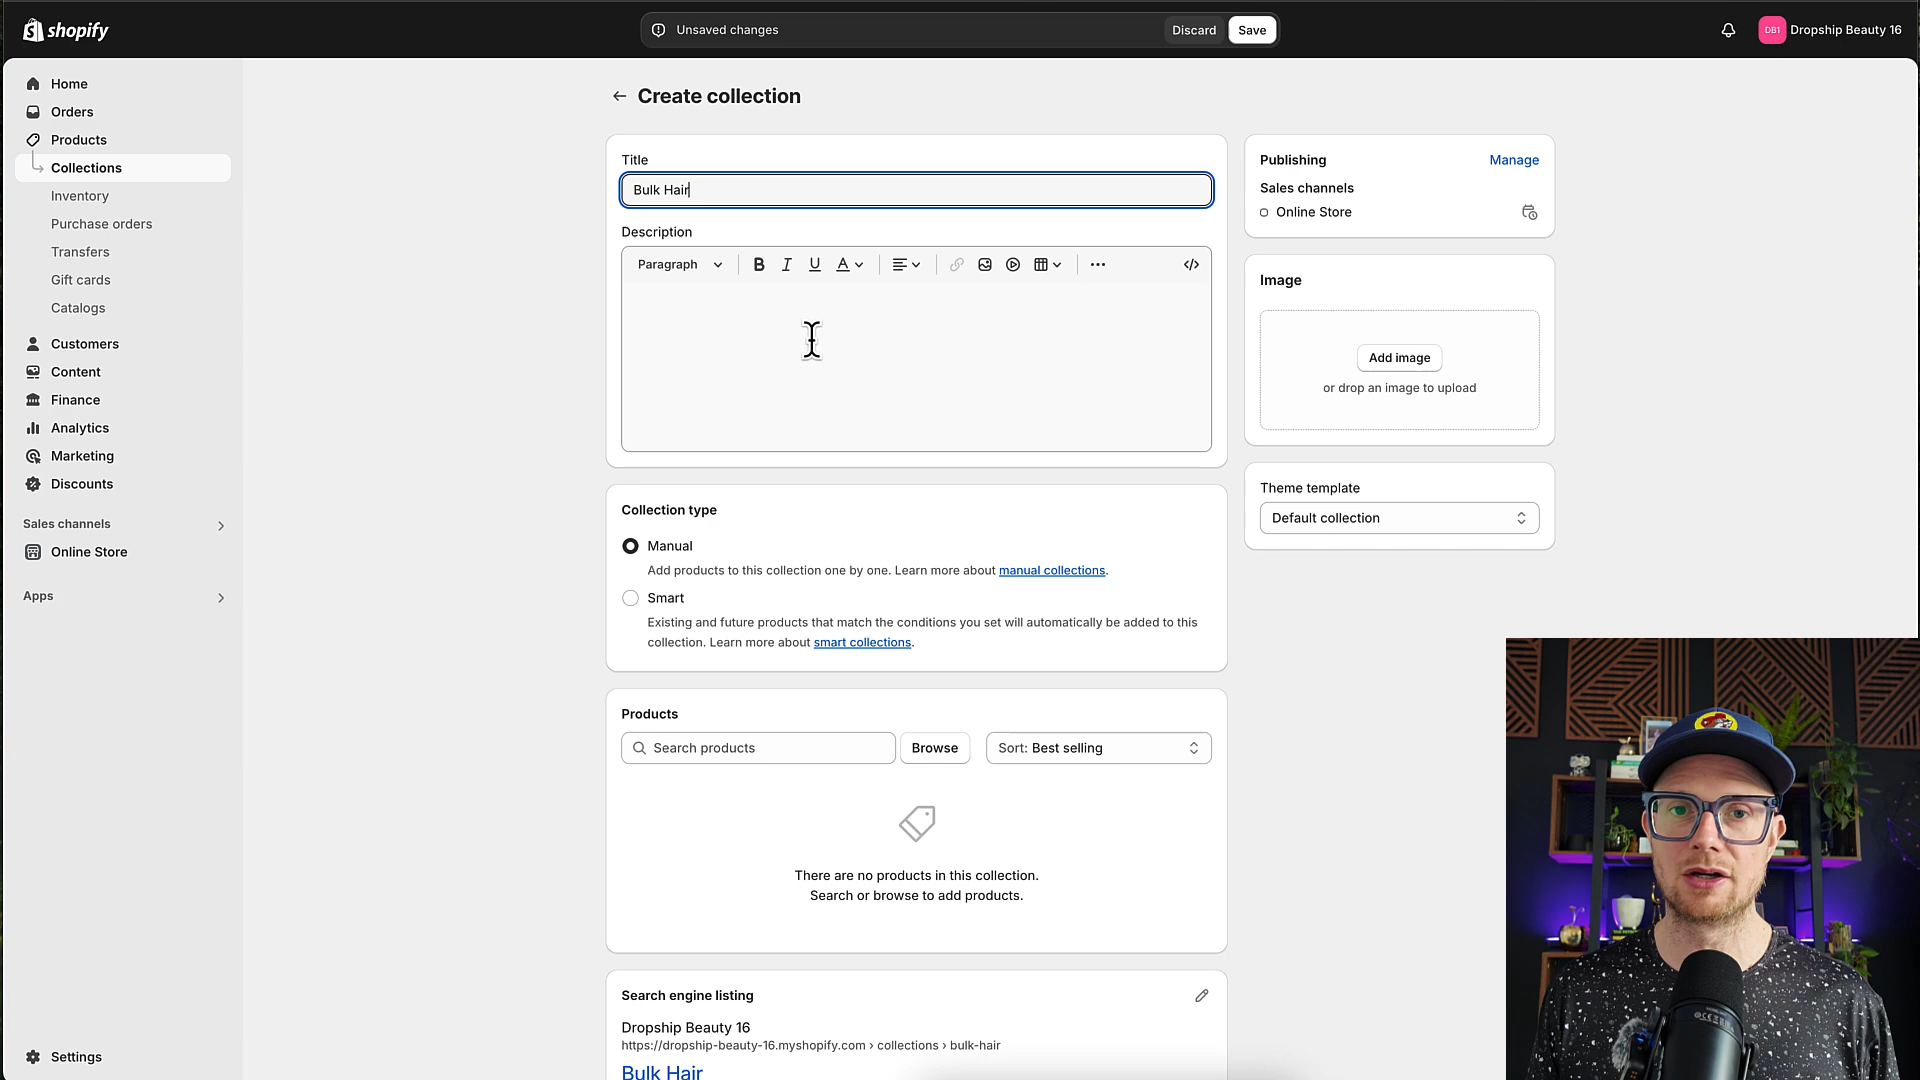 shopify
Unsaved changes
Discard
Save
DB1
Dropship Beauty 16
Home
Orders
Products
Collections
Inventory
Purchase orders
Transfers
Gift cards
Catalogs
Customers
Content
Finance
Analytics
Marketing
Discounts
Sales channels
Online Store
Apps
Settings
Create collection
Title
Bulk Hair
Description
Paragraph
B I U A
Collection type
Manual
Add products to this collection one by one. Learn more about manual collections.
Smart
Existing and future products that match the conditions you set will automatically be added to this
collection. Learn more about smart collections.
Products
Search products
Browse
Sort: Best selling
There are no products in this collection.
Search or browse to add products.
Search engine listing
Dropship Beauty 16
https://dropship-beauty-16.myshopify.com › collections › bulk-hair
Bulk Hair
Publishing
Manage
Sales channels
Online Store
Image
Add image
or drop an image to upload
Theme template
Default collection